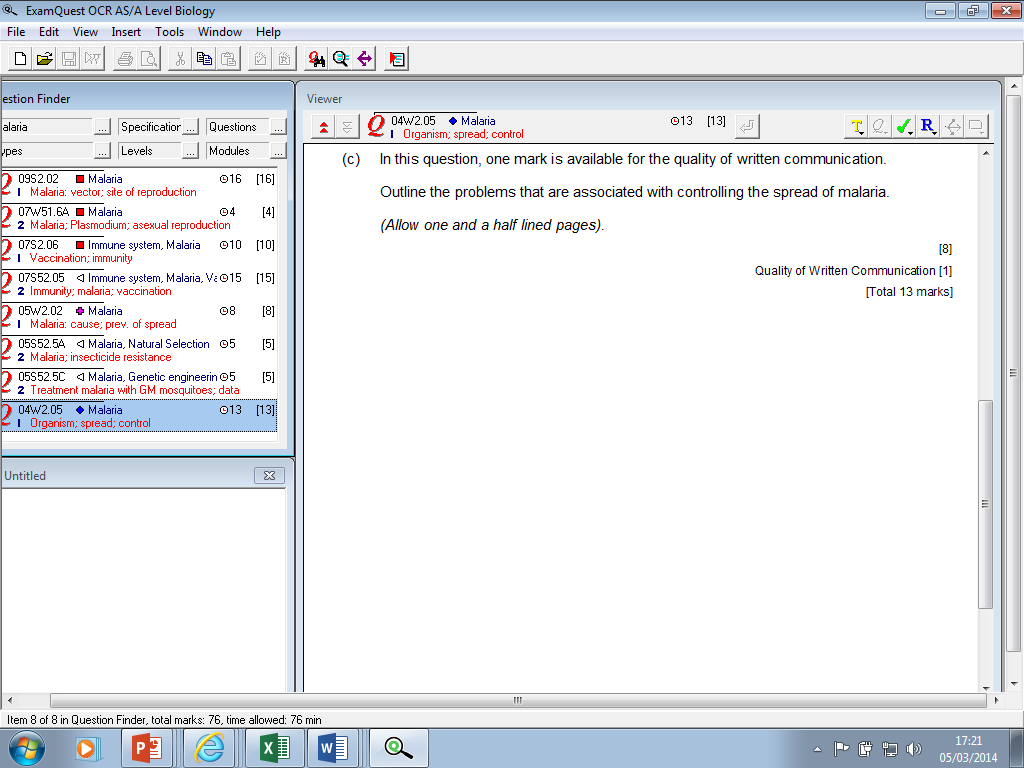 ExamQuest OCR AS/A Level Biology
File Edit View Insert Tools Window Help
estion Finder
alaria ... Specification ... Questions ...
ypes ... Levels ... Modules ...
09S2.02 Malaria 16 [16]
1 Malaria: vector; site of reproduction
07W51.6A Malaria 4 [4]
2 Malaria; Plasmodium; asexual reproduction
07S2.06 Immune system, Malaria 10 [10]
1 Vaccination; immunity
07S52.05 Immune system, Malaria, Va 15 [15]
2 Immunity; malaria; vaccination
05W2.02 Malaria 8 [8]
1 Malaria: cause; prev. of spread
05S52.5A Malaria, Natural Selection 5 [5]
2 Malaria; insecticide resistance
05S52.5C Malaria, Genetic engineerin 5 [5]
2 Treatment malaria with GM mosquitoes; data
04W2.05 Malaria 13 [13]
1 Organism; spread; control
Untitled
Viewer
04W2.05 Malaria 13 [13]
1 Organism; spread; control
(c) In this question, one mark is available for the quality of written communication.
Outline the problems that are associated with controlling the spread of malaria.
(Allow one and a half lined pages).
[8]
Quality of Written Communication [1]
[Total 13 marks]
Item 8 of 8 in Question Finder, total marks: 76, time allowed: 76 min
17:21
05/03/2014